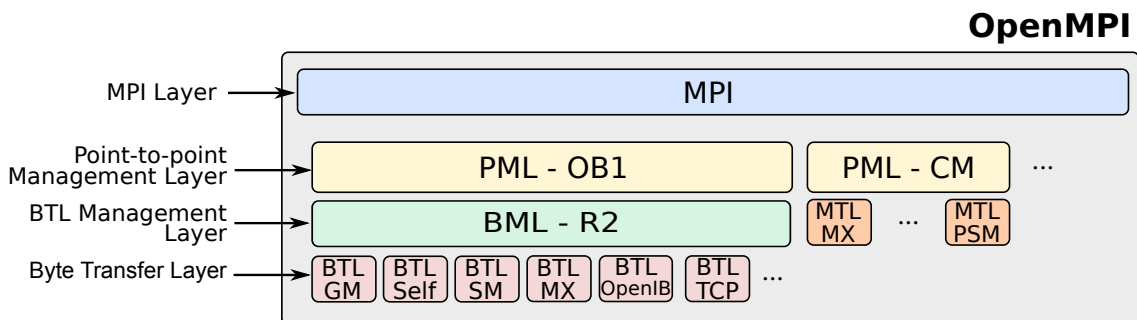 OpenMPI
MPI Layer
MPI
Point-to-point
Management Layer
PML - OB1
PML - CM
...
BTL Management
Layer
BML - R2
MTL
MX
...
MTL
PSM
Byte Transfer Layer
BTL
GM
BTL
Self
BTL
SM
BTL
MX
BTL
OpenIB
BTL
TCP
...